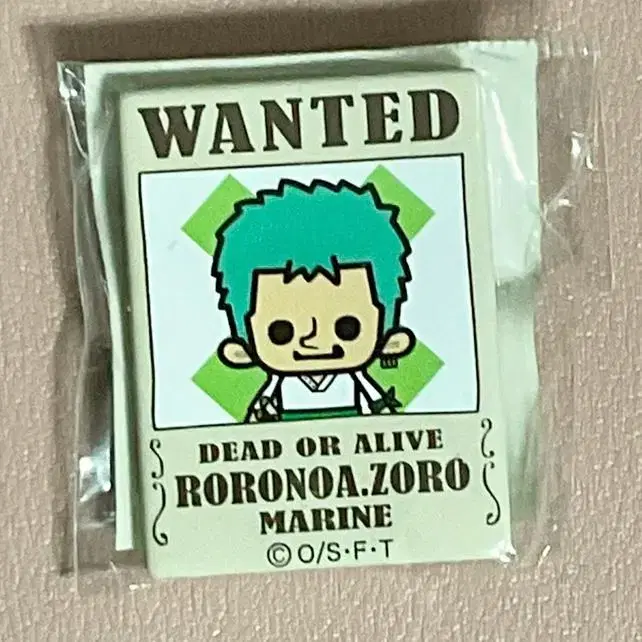 WANTED
DEAD OR ALIVE
RORONOA.ZORO
MARINE
©O/S·F·T